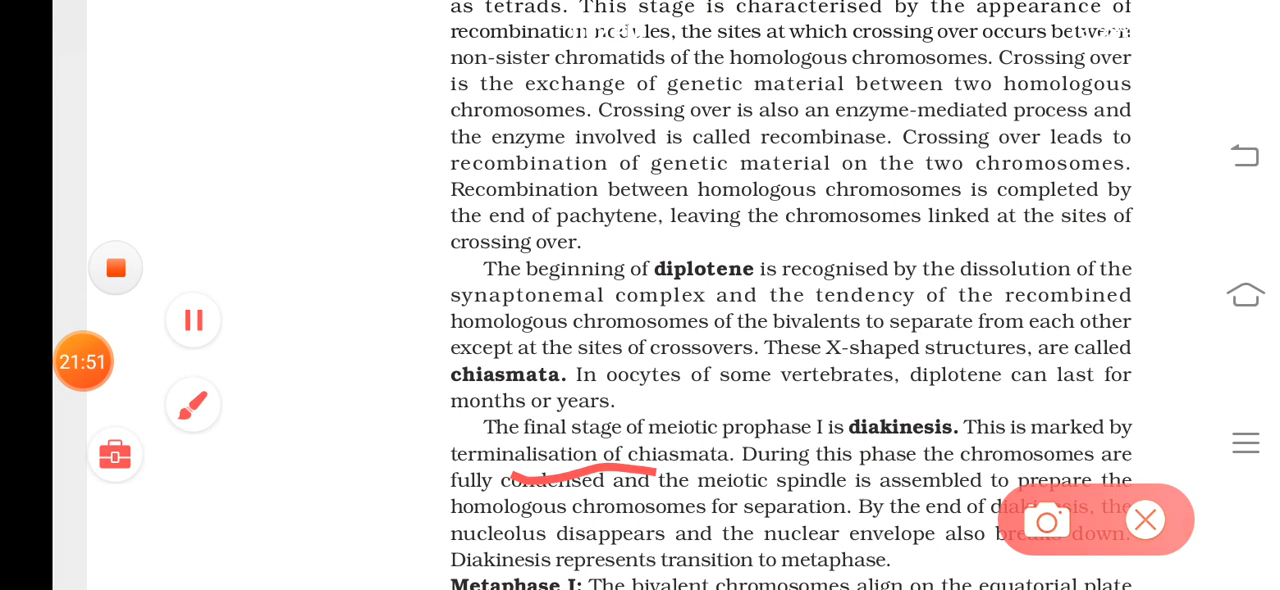 as tetrads. This stage is characterised by the appearance of
recombination nodules, the sites at which crossing over occurs between
non-sister chromatids of the homologous chromosomes. Crossing over
is the exchange of genetic material between two homologous
chromosomes. Crossing over is also an enzyme-mediated process and
the enzyme involved is called recombinase. Crossing over leads to
recombination of genetic material on the two chromosomes.
Recombination between homologous chromosomes is completed by
the end of pachytene, leaving the chromosomes linked at the sites of
crossing over.
The beginning of diplotene is recognised by the dissolution of the
synaptonemal complex and the tendency of the recombined
homologous chromosomes of the bivalents to separate from each other
except at the sites of crossovers. These X-shaped structures, are called
chiasmata. In oocytes of some vertebrates, diplotene can last for
months or years.
The final stage of meiotic prophase I is diakinesis. This is marked by
terminalisation of chiasmata. During this phase the chromosomes are
fully condensed and the meiotic spindle is assembled to prepare the
homologous chromosomes for separation. By the end of diakinesis, the
nucleolus disappears and the nuclear envelope also breaks down.
Diakinesis represents transition to metaphase.
Metaphase I: The bivalent chromosomes align on the equatorial plate
21:51